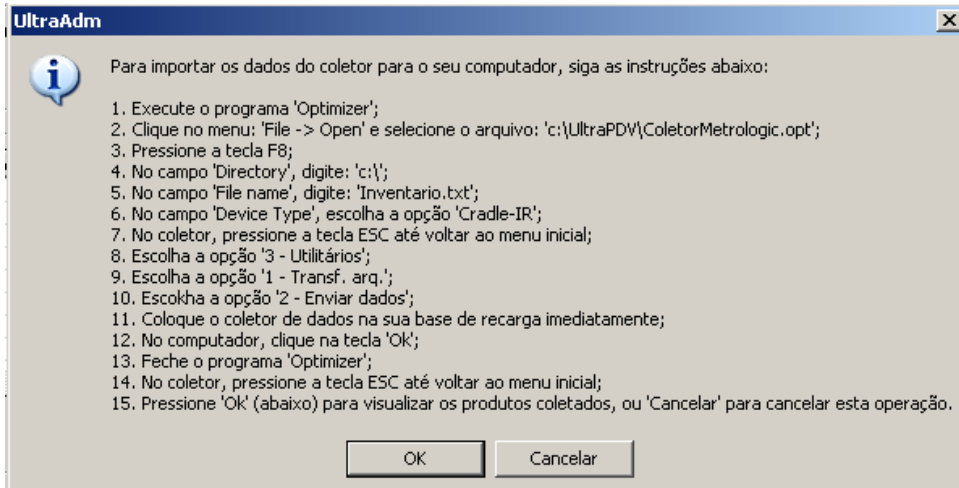 UltraAdm
Para importar os dados do coletor para o seu computador, siga as instruções abaixo:
1. Execute o programa 'Optimizer';
2. Clique no menu: 'File -> Open' e selecione o arquivo: 'c:\UltraPDV\ColetorMetrologic.opt';
3. Pressione a tecla F8;
4. No campo 'Directory', digite: 'c:\';
5. No campo 'File name', digite: 'Inventario.txt';
6. No campo 'Device Type', escolha a opção 'Cradle-IR';
7. No coletor, pressione a tecla ESC até voltar ao menu inicial;
8. Escolha a opção '3 - Utilitários';
9. Escolha a opção '1 - Transf. arq.';
10. Escokha a opção '2 - Enviar dados';
11. Coloque o coletor de dados na sua base de recarga imediatamente;
12. No computador, clique na tecla 'Ok';
13. Feche o programa 'Optimizer';
14. No coletor, pressione a tecla ESC até voltar ao menu inicial;
15. Pressione 'Ok' (abaixo) para visualizar os produtos coletados, ou 'Cancelar' para cancelar esta operação.
OK
Cancelar